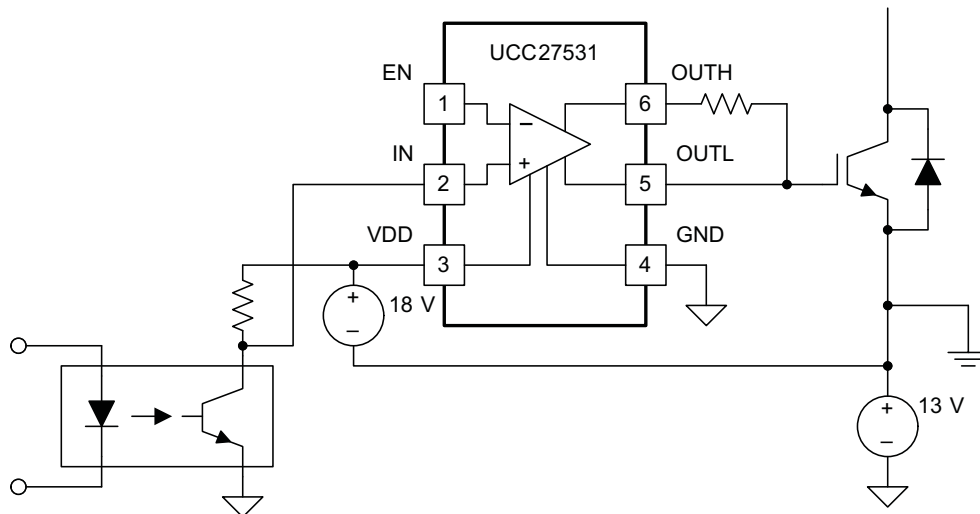 UCC27531
EN
OUTH
1
6
IN
OUTL
2
5
VDD
GND
3
4
18 V
13 V